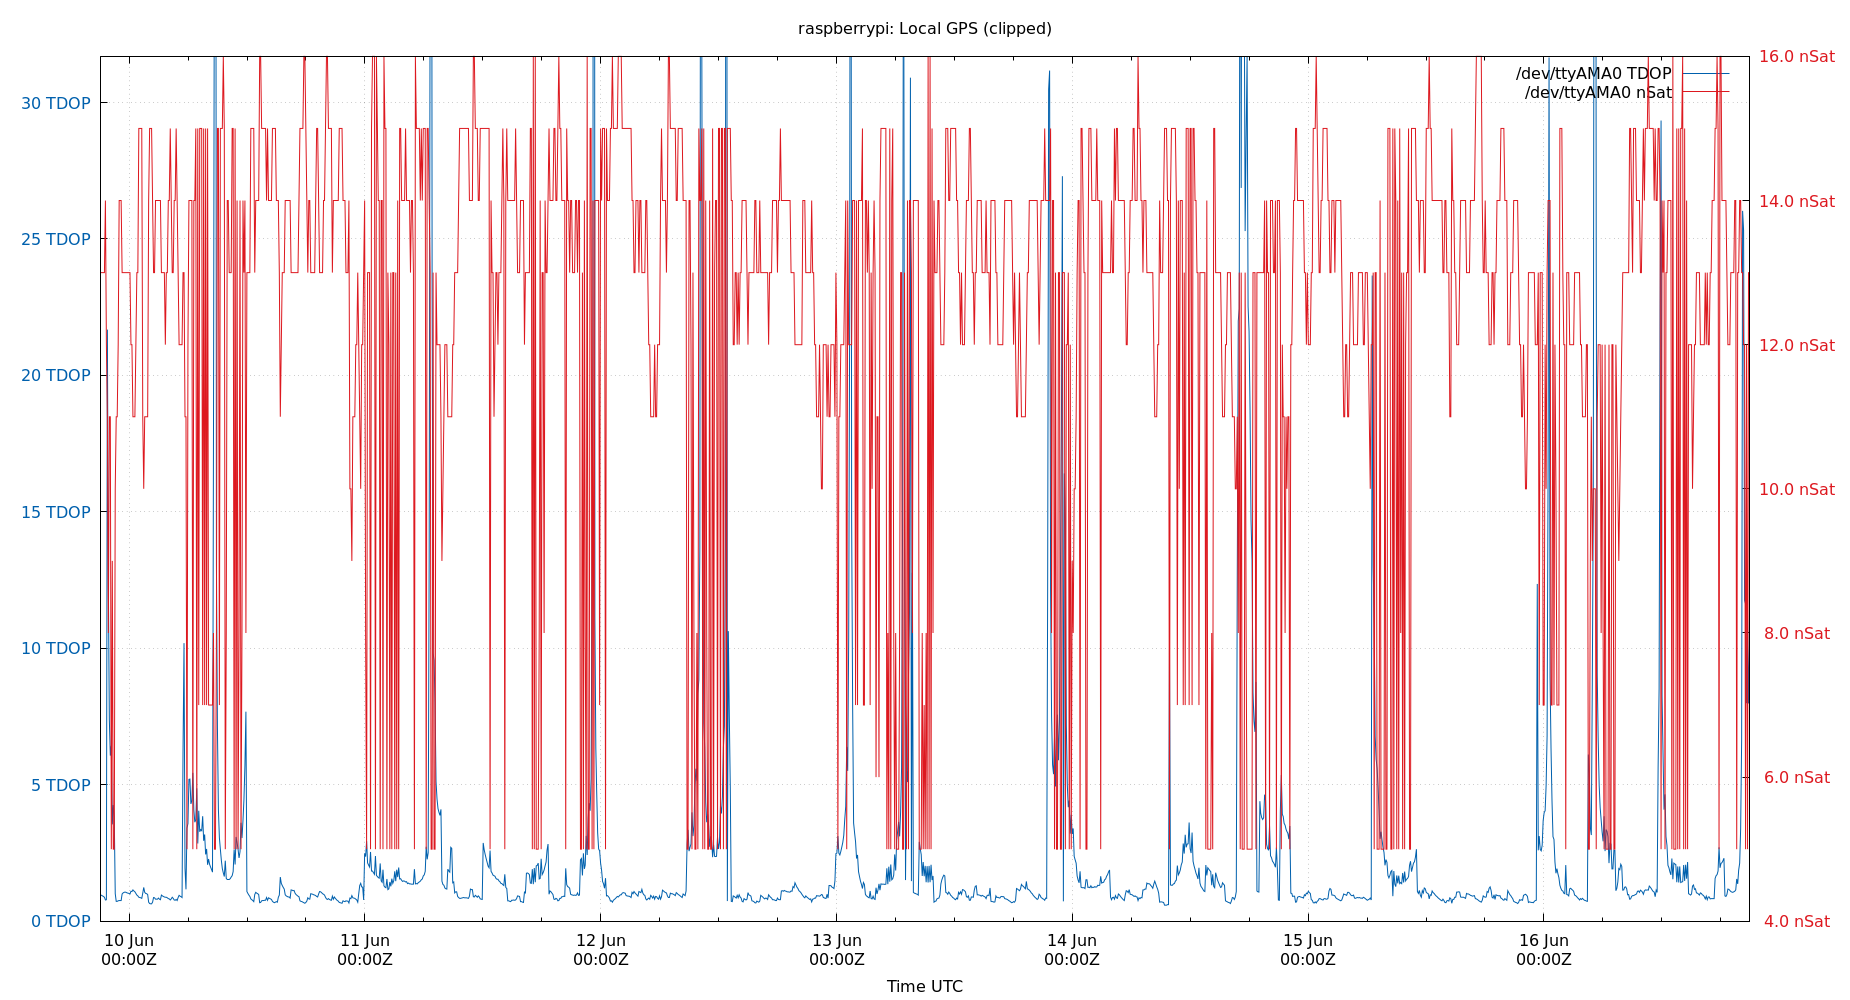 raspberrypi: Local GPS (clipped)
/dev/ttyAMA0 TDOP
/dev/ttyAMA0 nSat
30 TDOP
25 TDOP
20 TDOP
15 TDOP
10 TDOP
5 TDOP
0 TDOP
16.0 nSat
14.0 nSat
12.0 nSat
10.0 nSat
8.0 nSat
6.0 nSat
4.0 nSat
10 Jun 11 Jun 12 Jun 13 Jun 14 Jun 15 Jun 16 Jun
00:00Z 00:00Z 00:00Z 00:00Z 00:00Z 00:00Z 00:00Z
Time UTC